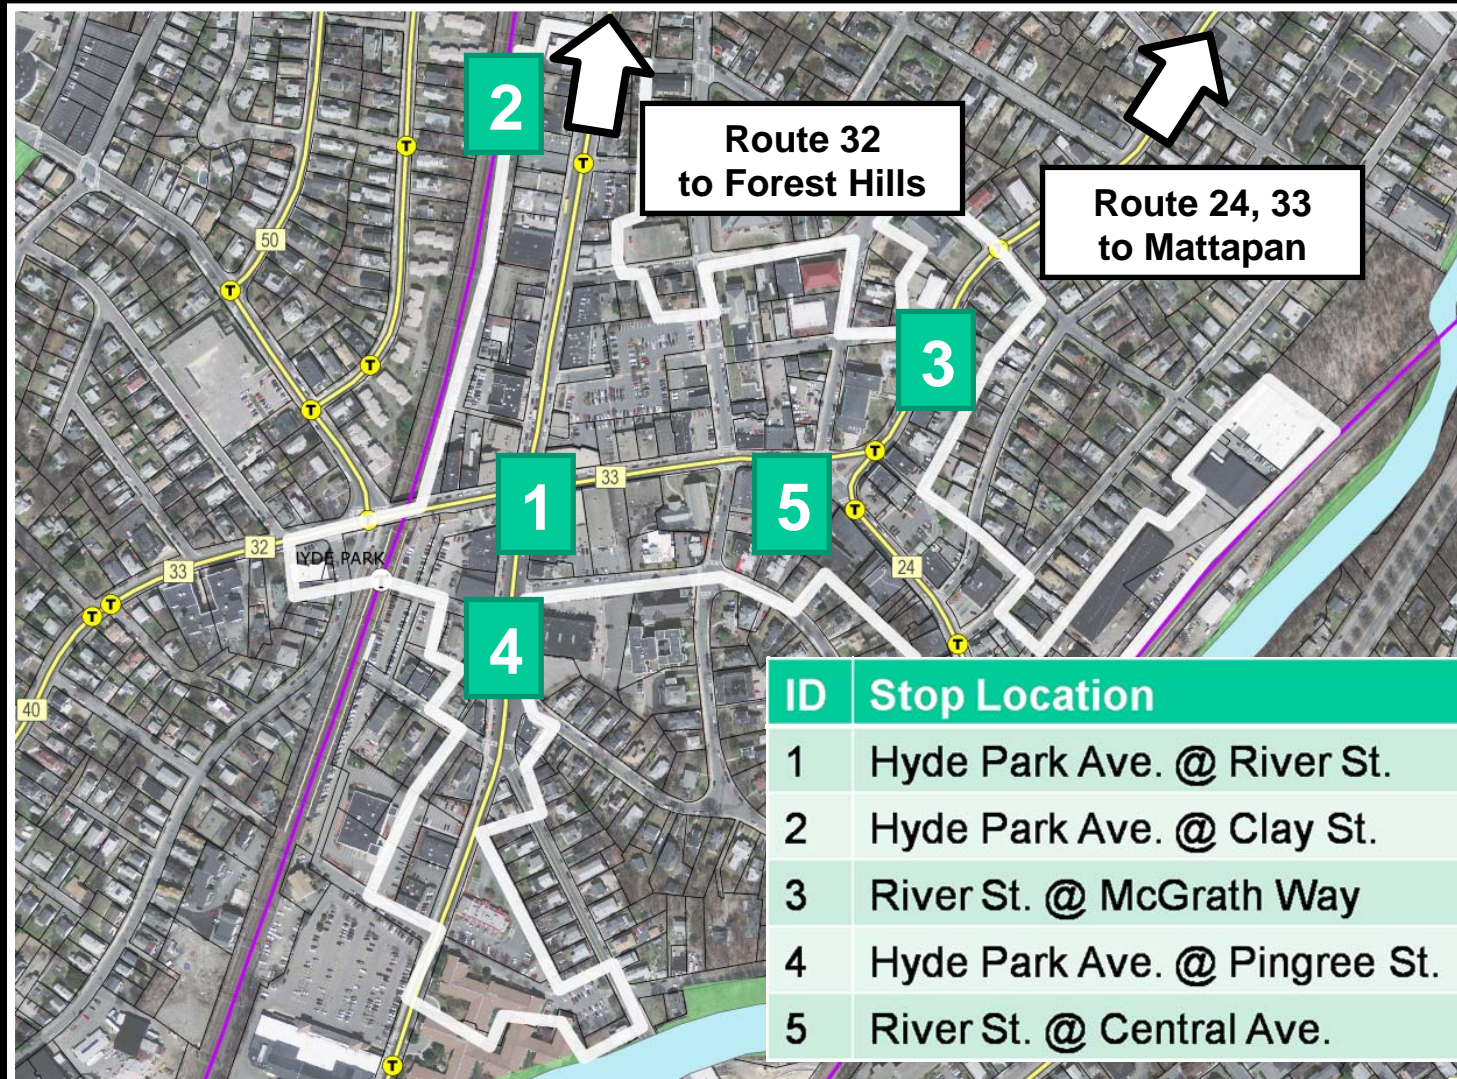 2
Route 32
to Forest Hills
Route 24, 33
to Mattapan
T
T
T
50
T
3
T
T
33
1
5
T
T
T
32
HYDE PARK
33
T
24
T T
4
T
40
ID Stop Location
1 Hyde Park Ave. @ River St.
2 Hyde Park Ave. @ Clay St.
3 River St. @ McGrath Way
4 Hyde Park Ave. @ Pingree St.
5 River St. @ Central Ave.
T